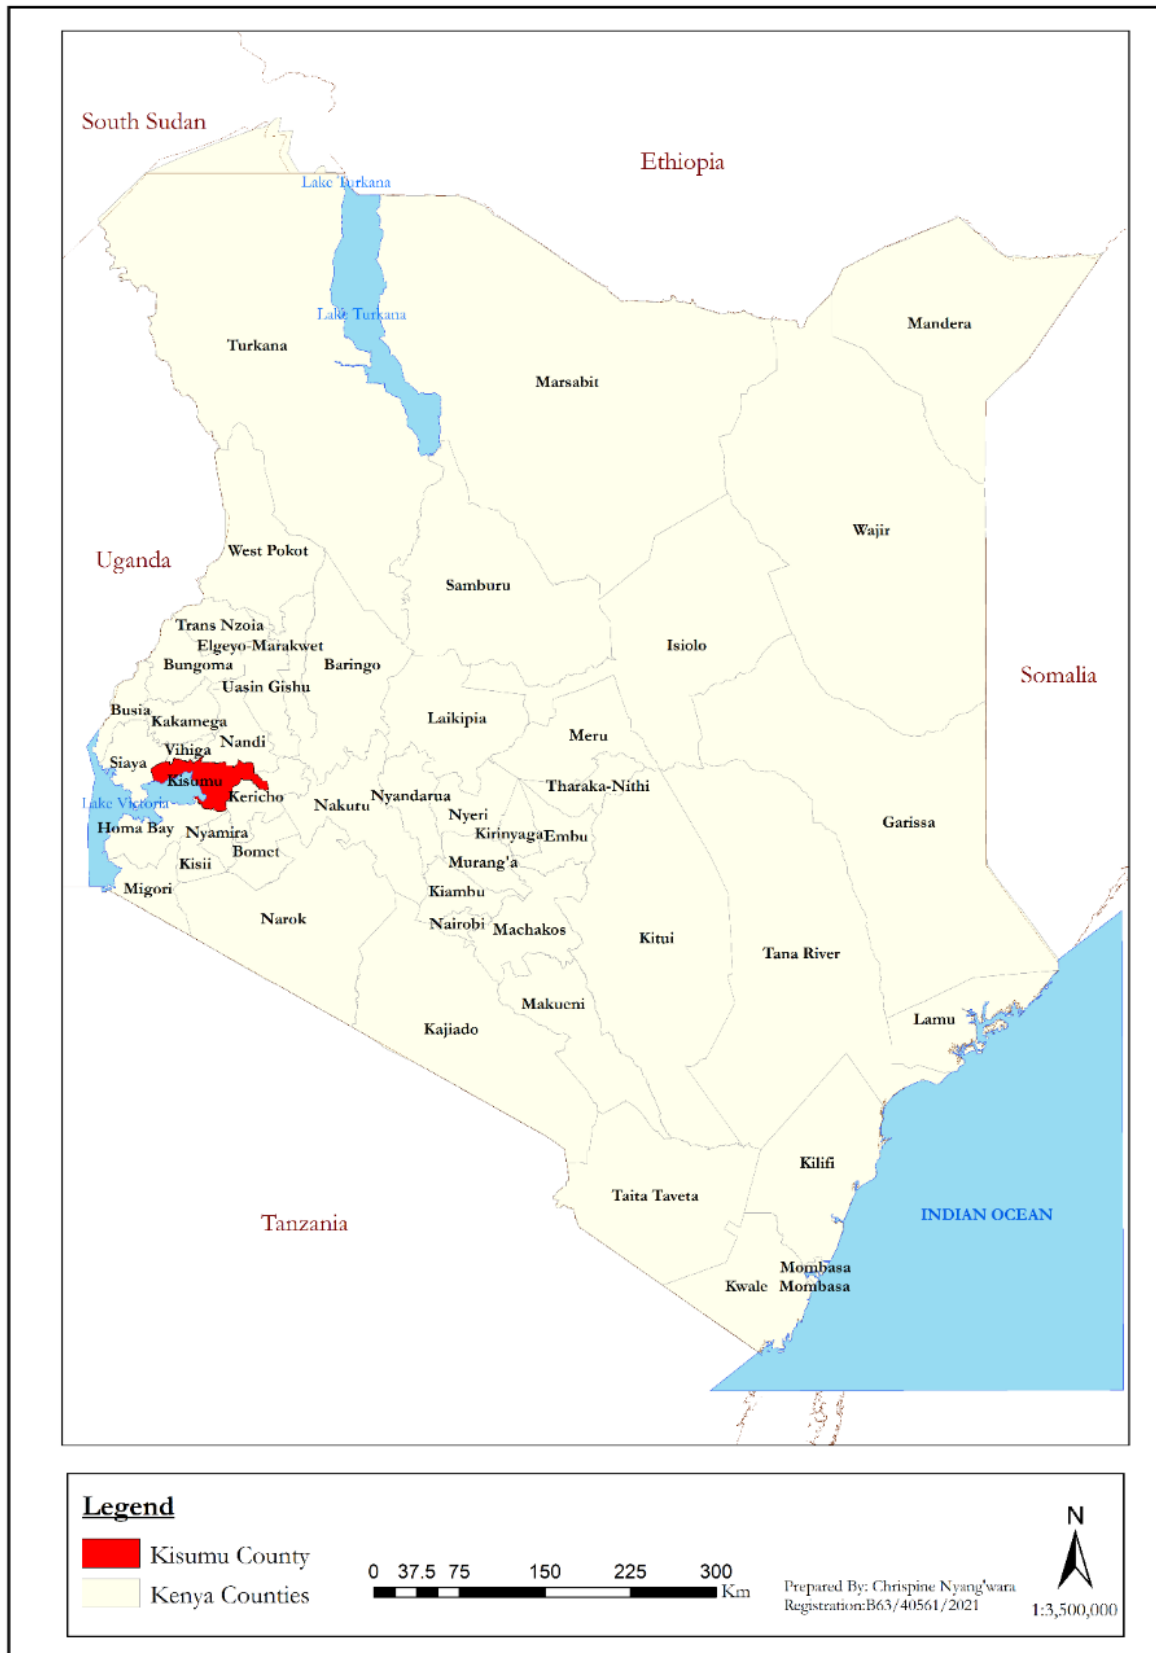 South Sudan
Ethiopia
Lake Turkana
Lake Turkana
Mandera
Turkana
Marsabit
Wajir
West Pokot
Uganda
Samburu
Trans Nzoia
Elgeyo-Marakwet
Isiolo
Bungoma
Baringo
Somalia
Uasin Gishu
Busia
Kakamega
Laikipia
Meru
Nandi
Vihiga
Siaya
Kisumu
Tharaka-Nithi
Kericho
Nyandarua
Lake Victoria
Nakuru
Nyeri
Garissa
Homa Bay
Nyamira
Kirinyaga
Embu
Bomet
Kisii
Murang'a
Migori
Kiambu
Narok
Nairobi
Machakos
Kitui
Tana River
Makueni
Lamu
Kajiado
Kilifi
Taita Taveta
INDIAN OCEAN
Tanzania
Mombasa
Kwale
Mombasa
Legend
Kisumu County
Kenya Counties
0 37.5 75 150 225 300
Km
Prepared By: Chrispine Nyang'wara
Registration:B63/40561/2021
N
1:3,500,000